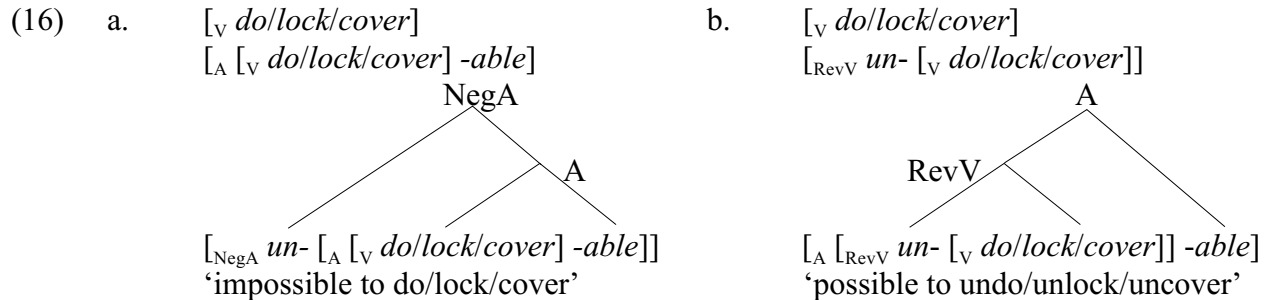 (16) a. [V do/lock/cover] b. [V do/lock/cover]
[A [V do/lock/cover] -able] [RevV un- [V do/lock/cover]]
NegA A
A RevV
[NegA un- [A [V do/lock/cover] -able]] [A [RevV un- [V do/lock/cover]] -able]
‘impossible to do/lock/cover’ ‘possible to undo/unlock/uncover’